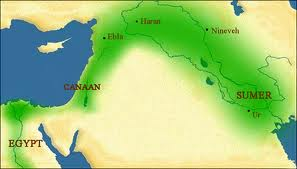 Haran
Nineveh
Ebla
CANAAN
SUMER
Ur
EGYPT